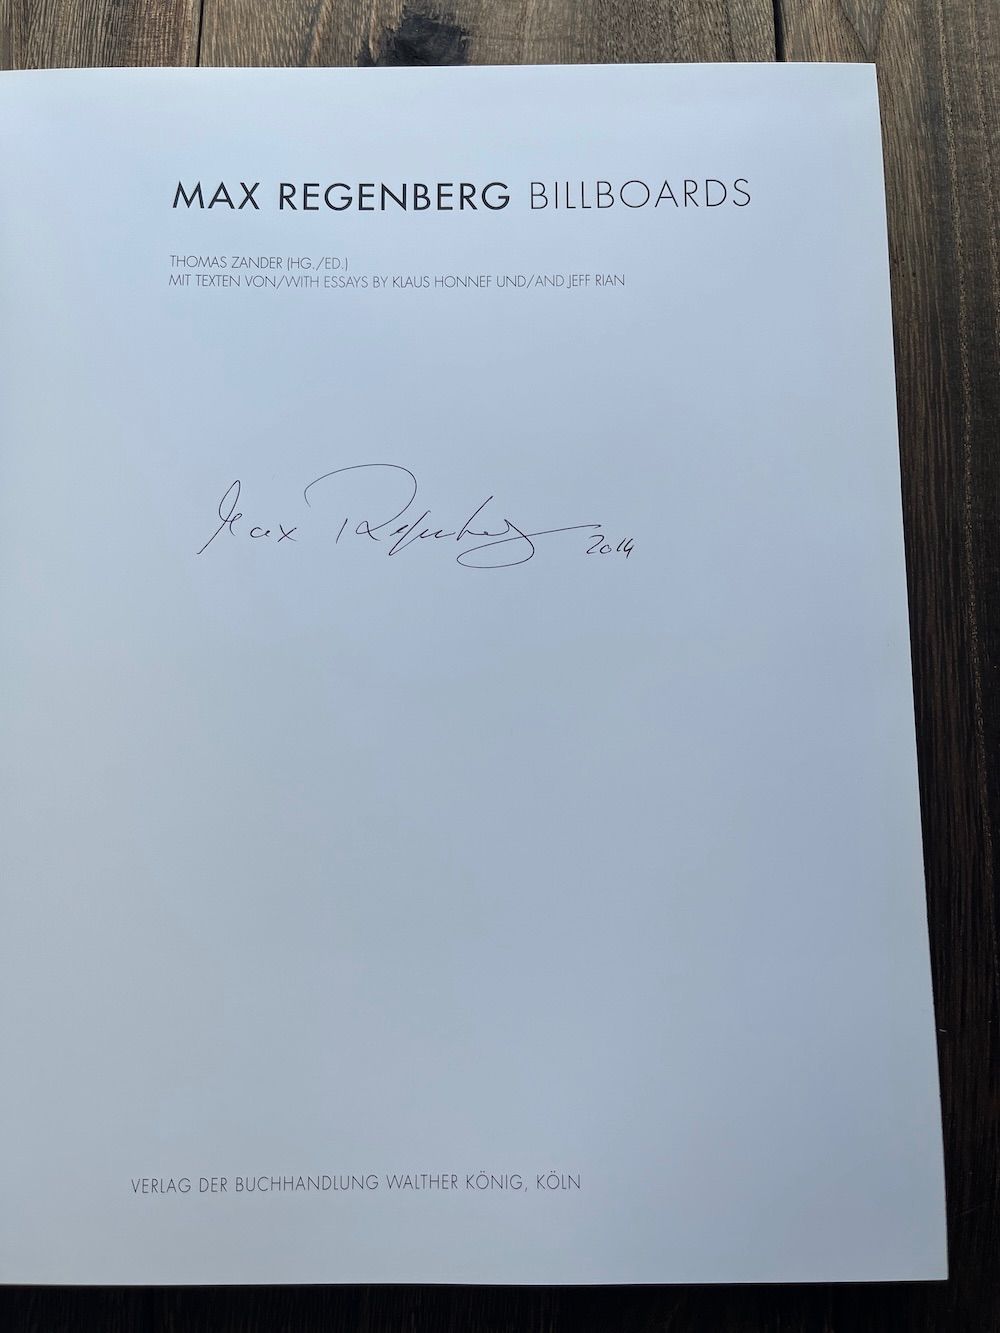 MAX REGENBERG BILLBOARDS
THOMAS ZANDER (HG./ED.)
MIT TEXTEN VON/WITH ESSAYS BY KLAUS HONNEF UND/AND JEFF RIAN
Max Regenberg 2014
VERLAG DER BUCHHANDLUNG WALTHER KÖNIG, KÖLN